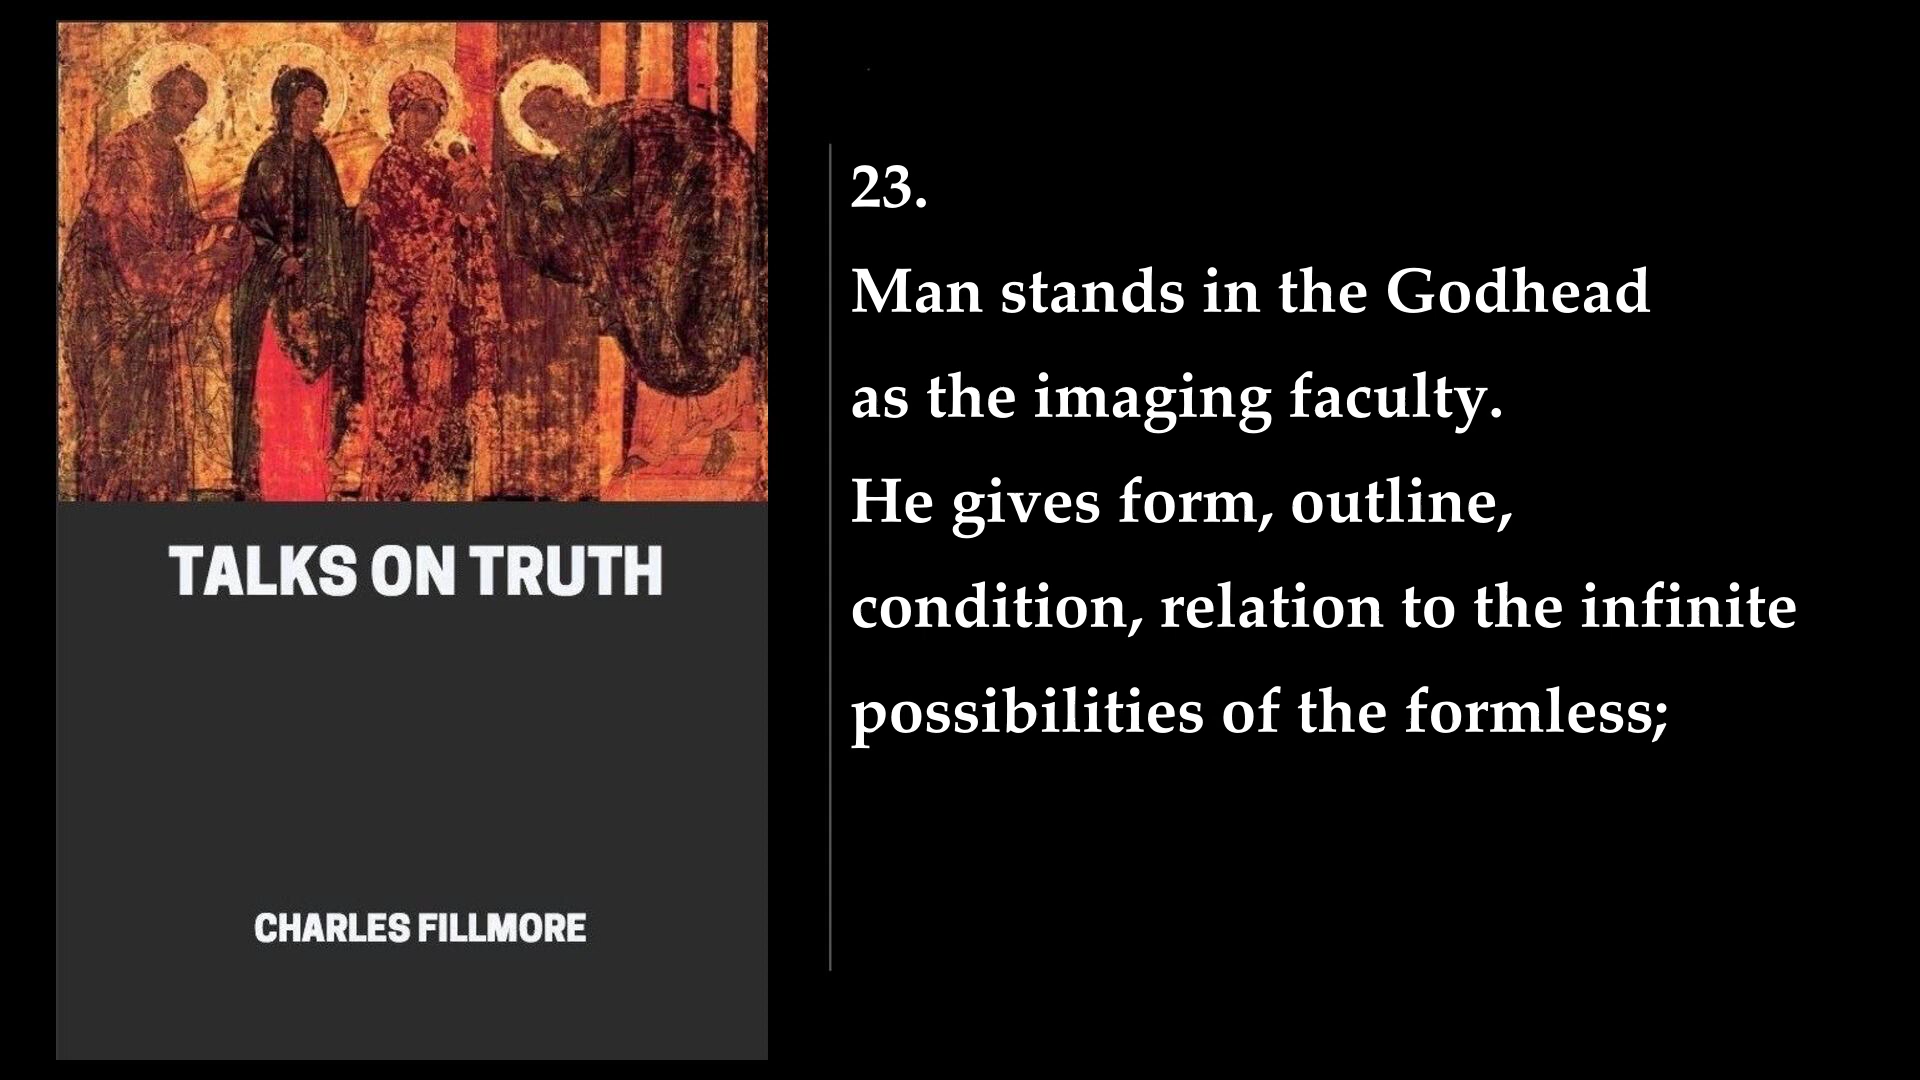 TALKS ON TRUTH
CHARLES FILLMORE
23.
Man stands in the Godhead
as the imaging faculty.
He gives form, outline,
condition, relation to the infinite
possibilities of the formless;